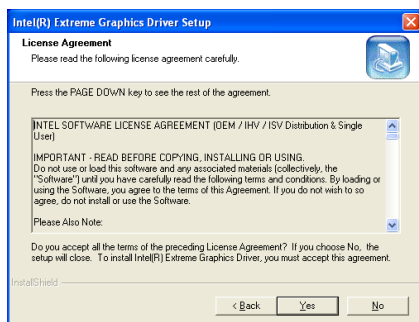 Intel(R) Extreme Graphics Driver Setup
License Agreement
Please read the following license agreement carefully.
Press the PAGE DOWN key to see the rest of the agreement.
INTEL SOFTWARE LICENSE AGREEMENT (OEM / IHV / ISV Distribution & Single
User)
IMPORTANT - READ BEFORE COPYING, INSTALLING OR USING.
Do not use or load this software and any associated materials (collectively, the
"Software") until you have carefully read the following terms and conditions. By loading or
using the Software, you agree to the terms of this Agreement. If you do not wish to so
agree, do not install or use the Software.
Please Also Note:
Do you accept all the terms of the preceding License Agreement? If you choose No, the
setup will close. To install Intel(R) Extreme Graphics Driver, you must accept this agreement.
InstallShield
< Back Yes No